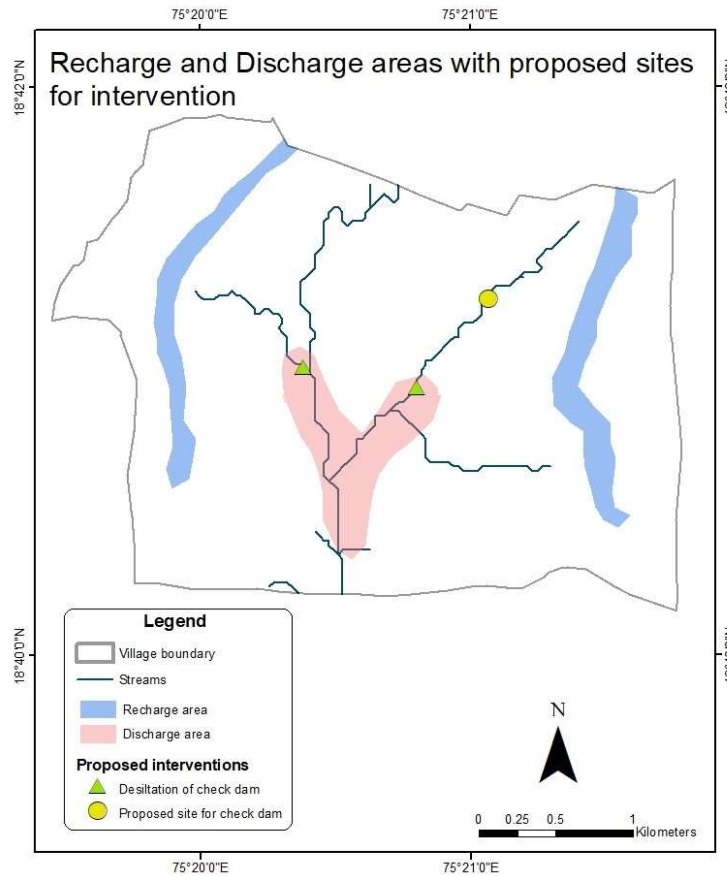 75°20'0"E
75°21'0"E
Recharge and Discharge areas with proposed sites
for intervention
18°42'0"N
Legend
Village boundary
Streams
Recharge area
Discharge area
Proposed interventions
Desiltation of check dam
Proposed site for check dam
18°40'0"N
N
0 0.25 0.5 1
Kilometers
75°20'0"E
75°21'0"E